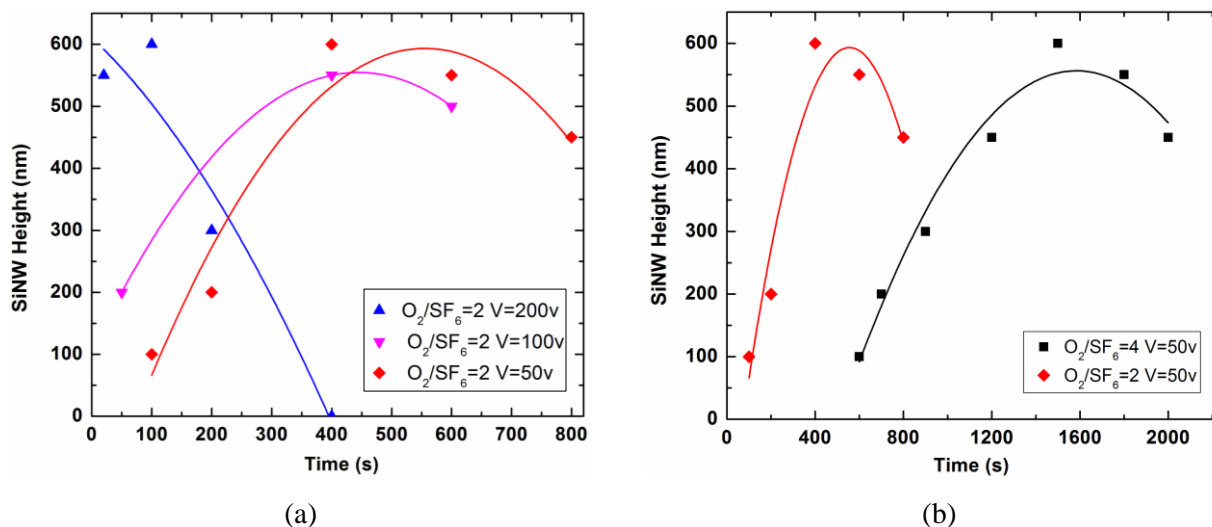 600
500
400
300
200
100
0
SiNW Height (nm)
0 100 200 300 400 500 600 700 800
Time (s)
O2/SF6=2 V=200v
O2/SF6=2 V=100v
O2/SF6=2 V=50v
(a)
600
500
400
300
200
100
0
SiNW Height (nm)
0 400 800 1200 1600 2000
Time (s)
O2/SF6=4 V=50v
O2/SF6=2 V=50v
(b)